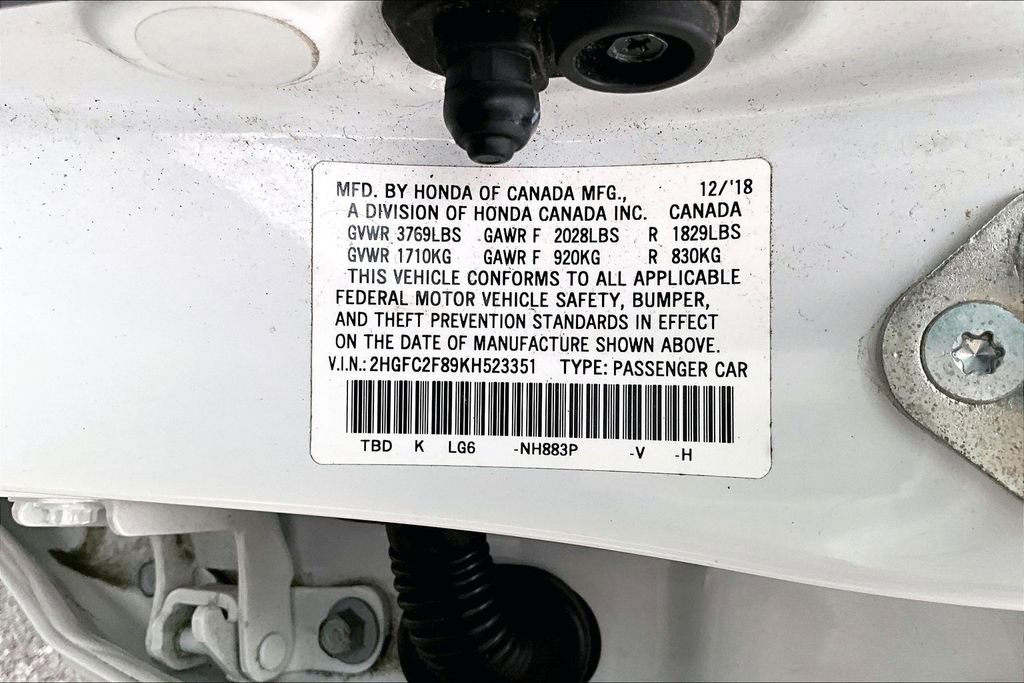 MFD. BY HONDA OF CANADA MFG., 12/'18
A DIVISION OF HONDA CANADA INC. CANADA
GVWR 3769LBS GAWR F 2028LBS R 1829LBS
GVWR 1710KG GAWR F 920KG R 830KG
THIS VEHICLE CONFORMS TO ALL APPLICABLE
FEDERAL MOTOR VEHICLE SAFETY, BUMPER,
AND THEFT PREVENTION STANDARDS IN EFFECT
ON THE DATE OF MANUFACTURE SHOWN ABOVE.
V.I.N.: 2HGFC2F89KH523351 TYPE: PASSENGER CAR
TBD K LG6 -NH883P -V -H